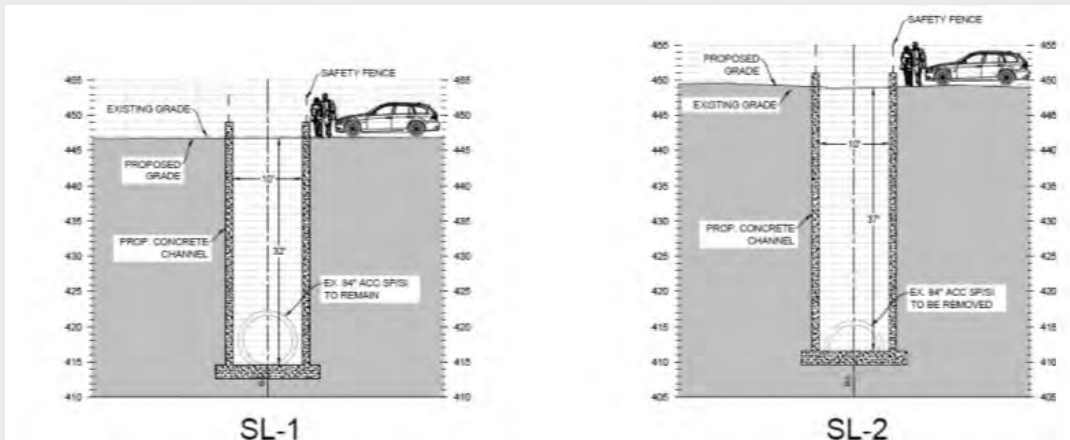 SAFETY FENCE
455
450
445
440
435
430
425
420
415
410
EXISTING GRADE
PROPOSED
GRADE
10'
PROP. CONCRETE
CHANNEL
32'
EX. 84" ACC SP/SI
TO REMAIN
455
450
445
440
435
430
425
420
415
410
SL-1
SAFETY FENCE
455
450
445
440
435
430
425
420
415
410
405
PROPOSED
GRADE
EXISTING GRADE
10'
PROP. CONCRETE
CHANNEL
37'
EX. 84" ACC SP/SI
TO BE REMOVED
455
450
445
440
435
430
425
420
415
410
405
SL-2